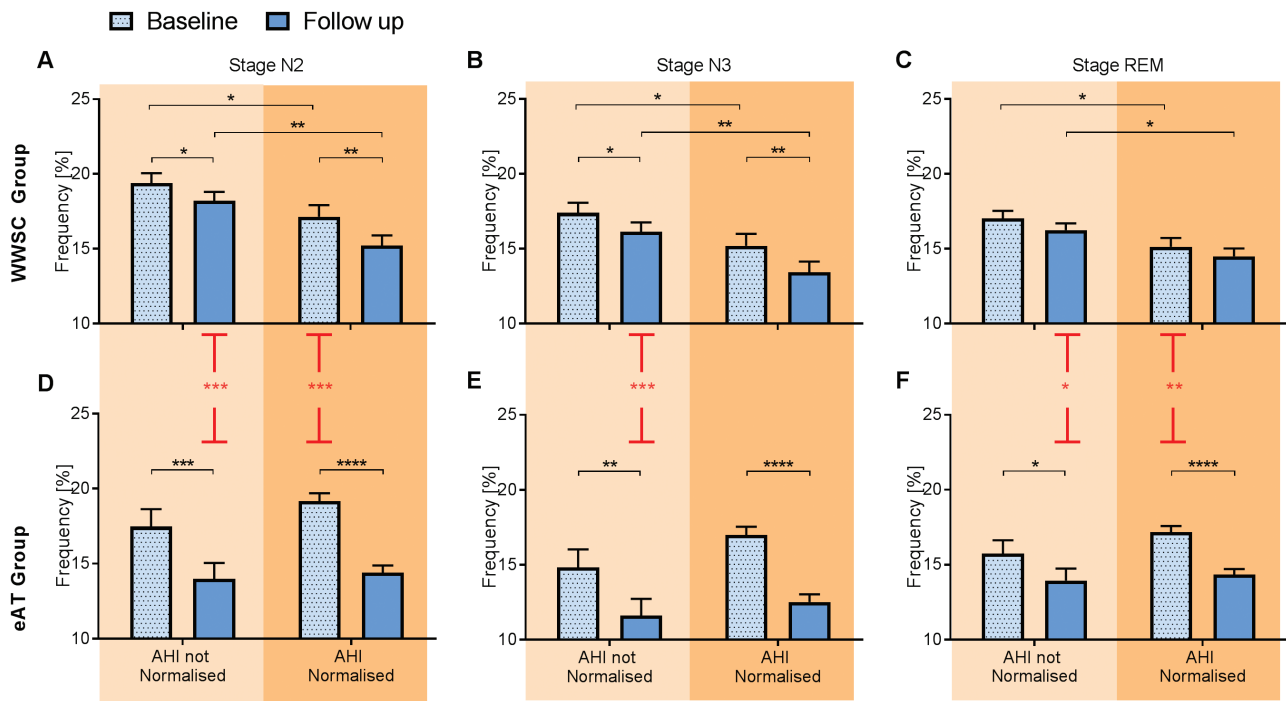 Baseline Follow up
A Stage N2
B Stage N3
C Stage REM
WWSC Group
Frequency [%]
25
20
15
10
*
**
*
**
Frequency [%]
25
20
15
10
*
**
*
**
Frequency [%]
25
20
15
10
*
*
***
***
***
*
**
D
E
F
eAT Group
Frequency [%]
25
20
15
10
***
****
Frequency [%]
25
20
15
10
**
****
Frequency [%]
25
20
15
10
*
****
AHI not
Normalised
AHI
Normalised
AHI not
Normalised
AHI
Normalised
AHI not
Normalised
AHI
Normalised